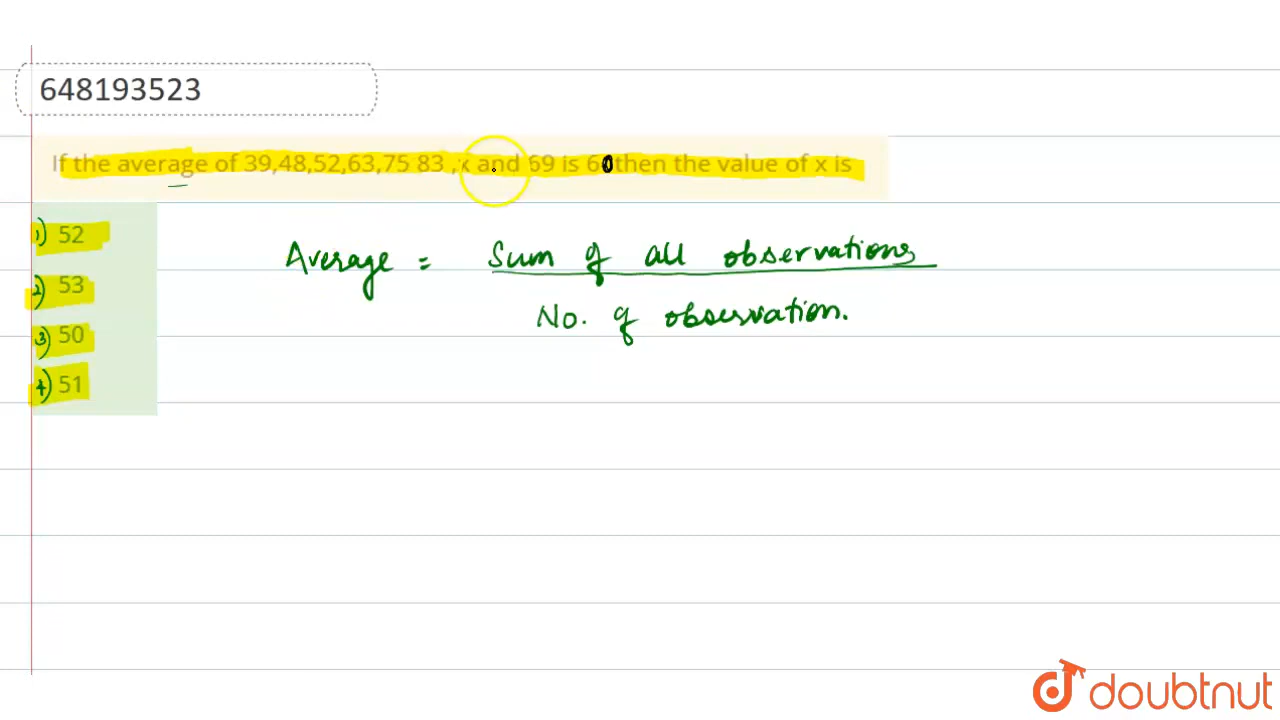 648193523
If the average of 39,48,52,63,75 83 ,x and 69 is 60 then the value of x is
1) 52
2) 53
3) 50
4) 51
Average = Sum of all observations
No. of observation.
doubtnut